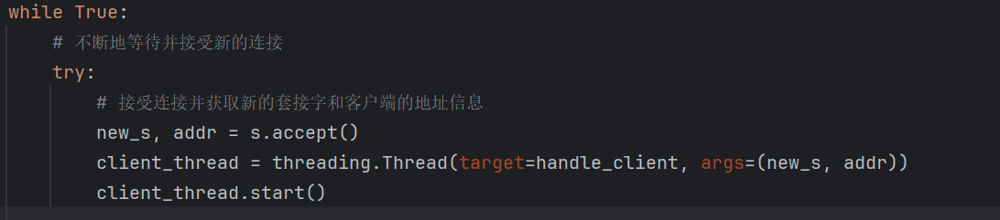 while True:
    # 不断地等待并接受新的连接
    try:
        # 接受连接并获取新的套接字和客户端的地址信息
        new_s, addr = s.accept()
        client_thread = threading.Thread(target=handle_client, args=(new_s, addr))
        client_thread.start()